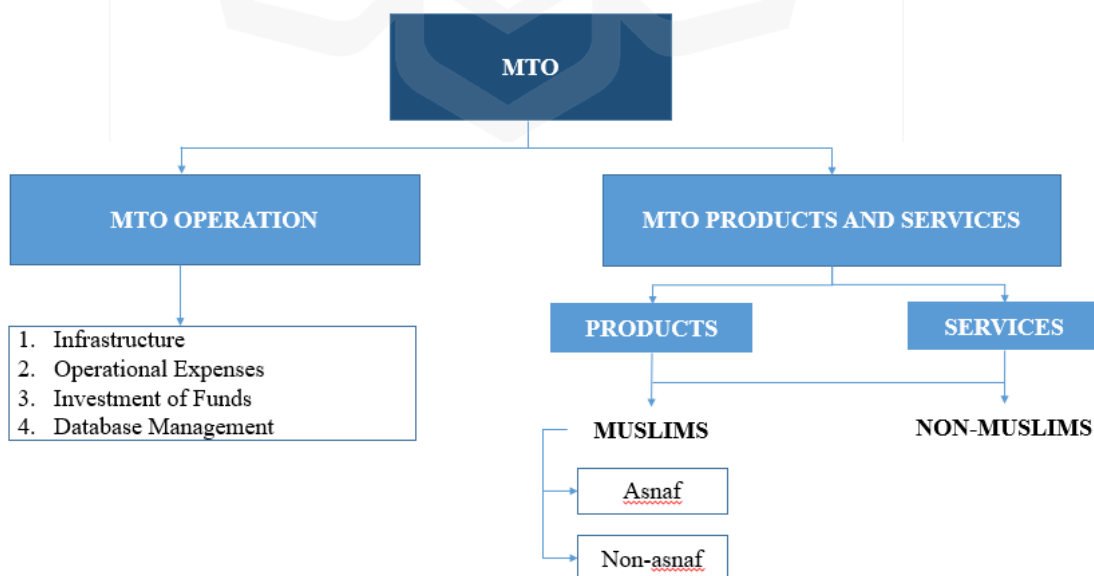 MTO
MTO OPERATION
MTO PRODUCTS AND SERVICES
1. Infrastructure
2. Operational Expenses
3. Investment of Funds
4. Database Management
PRODUCTS
SERVICES
MUSLIMS
NON-MUSLIMS
Asnaf
Non-asnaf